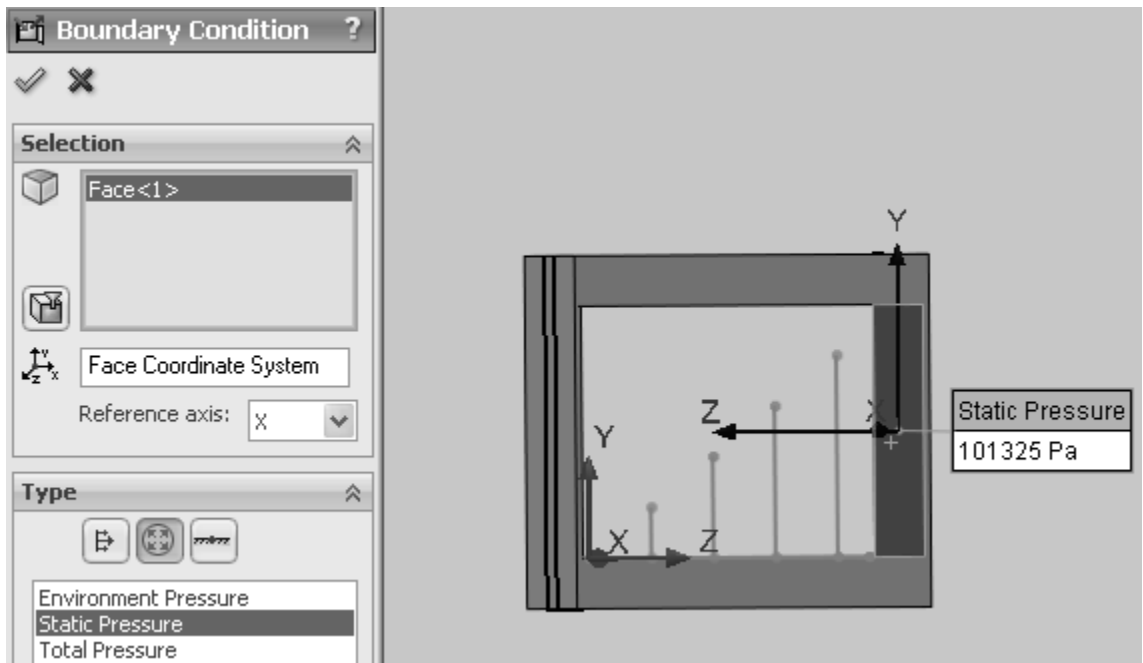 Boundary Condition ?
Selection
Face<1>
Face Coordinate System
Reference axis: X
Type
Environment Pressure
Static Pressure
Total Pressure
Y
Z X
Static Pressure
101325 Pa
Y
X Z
Y
Z X